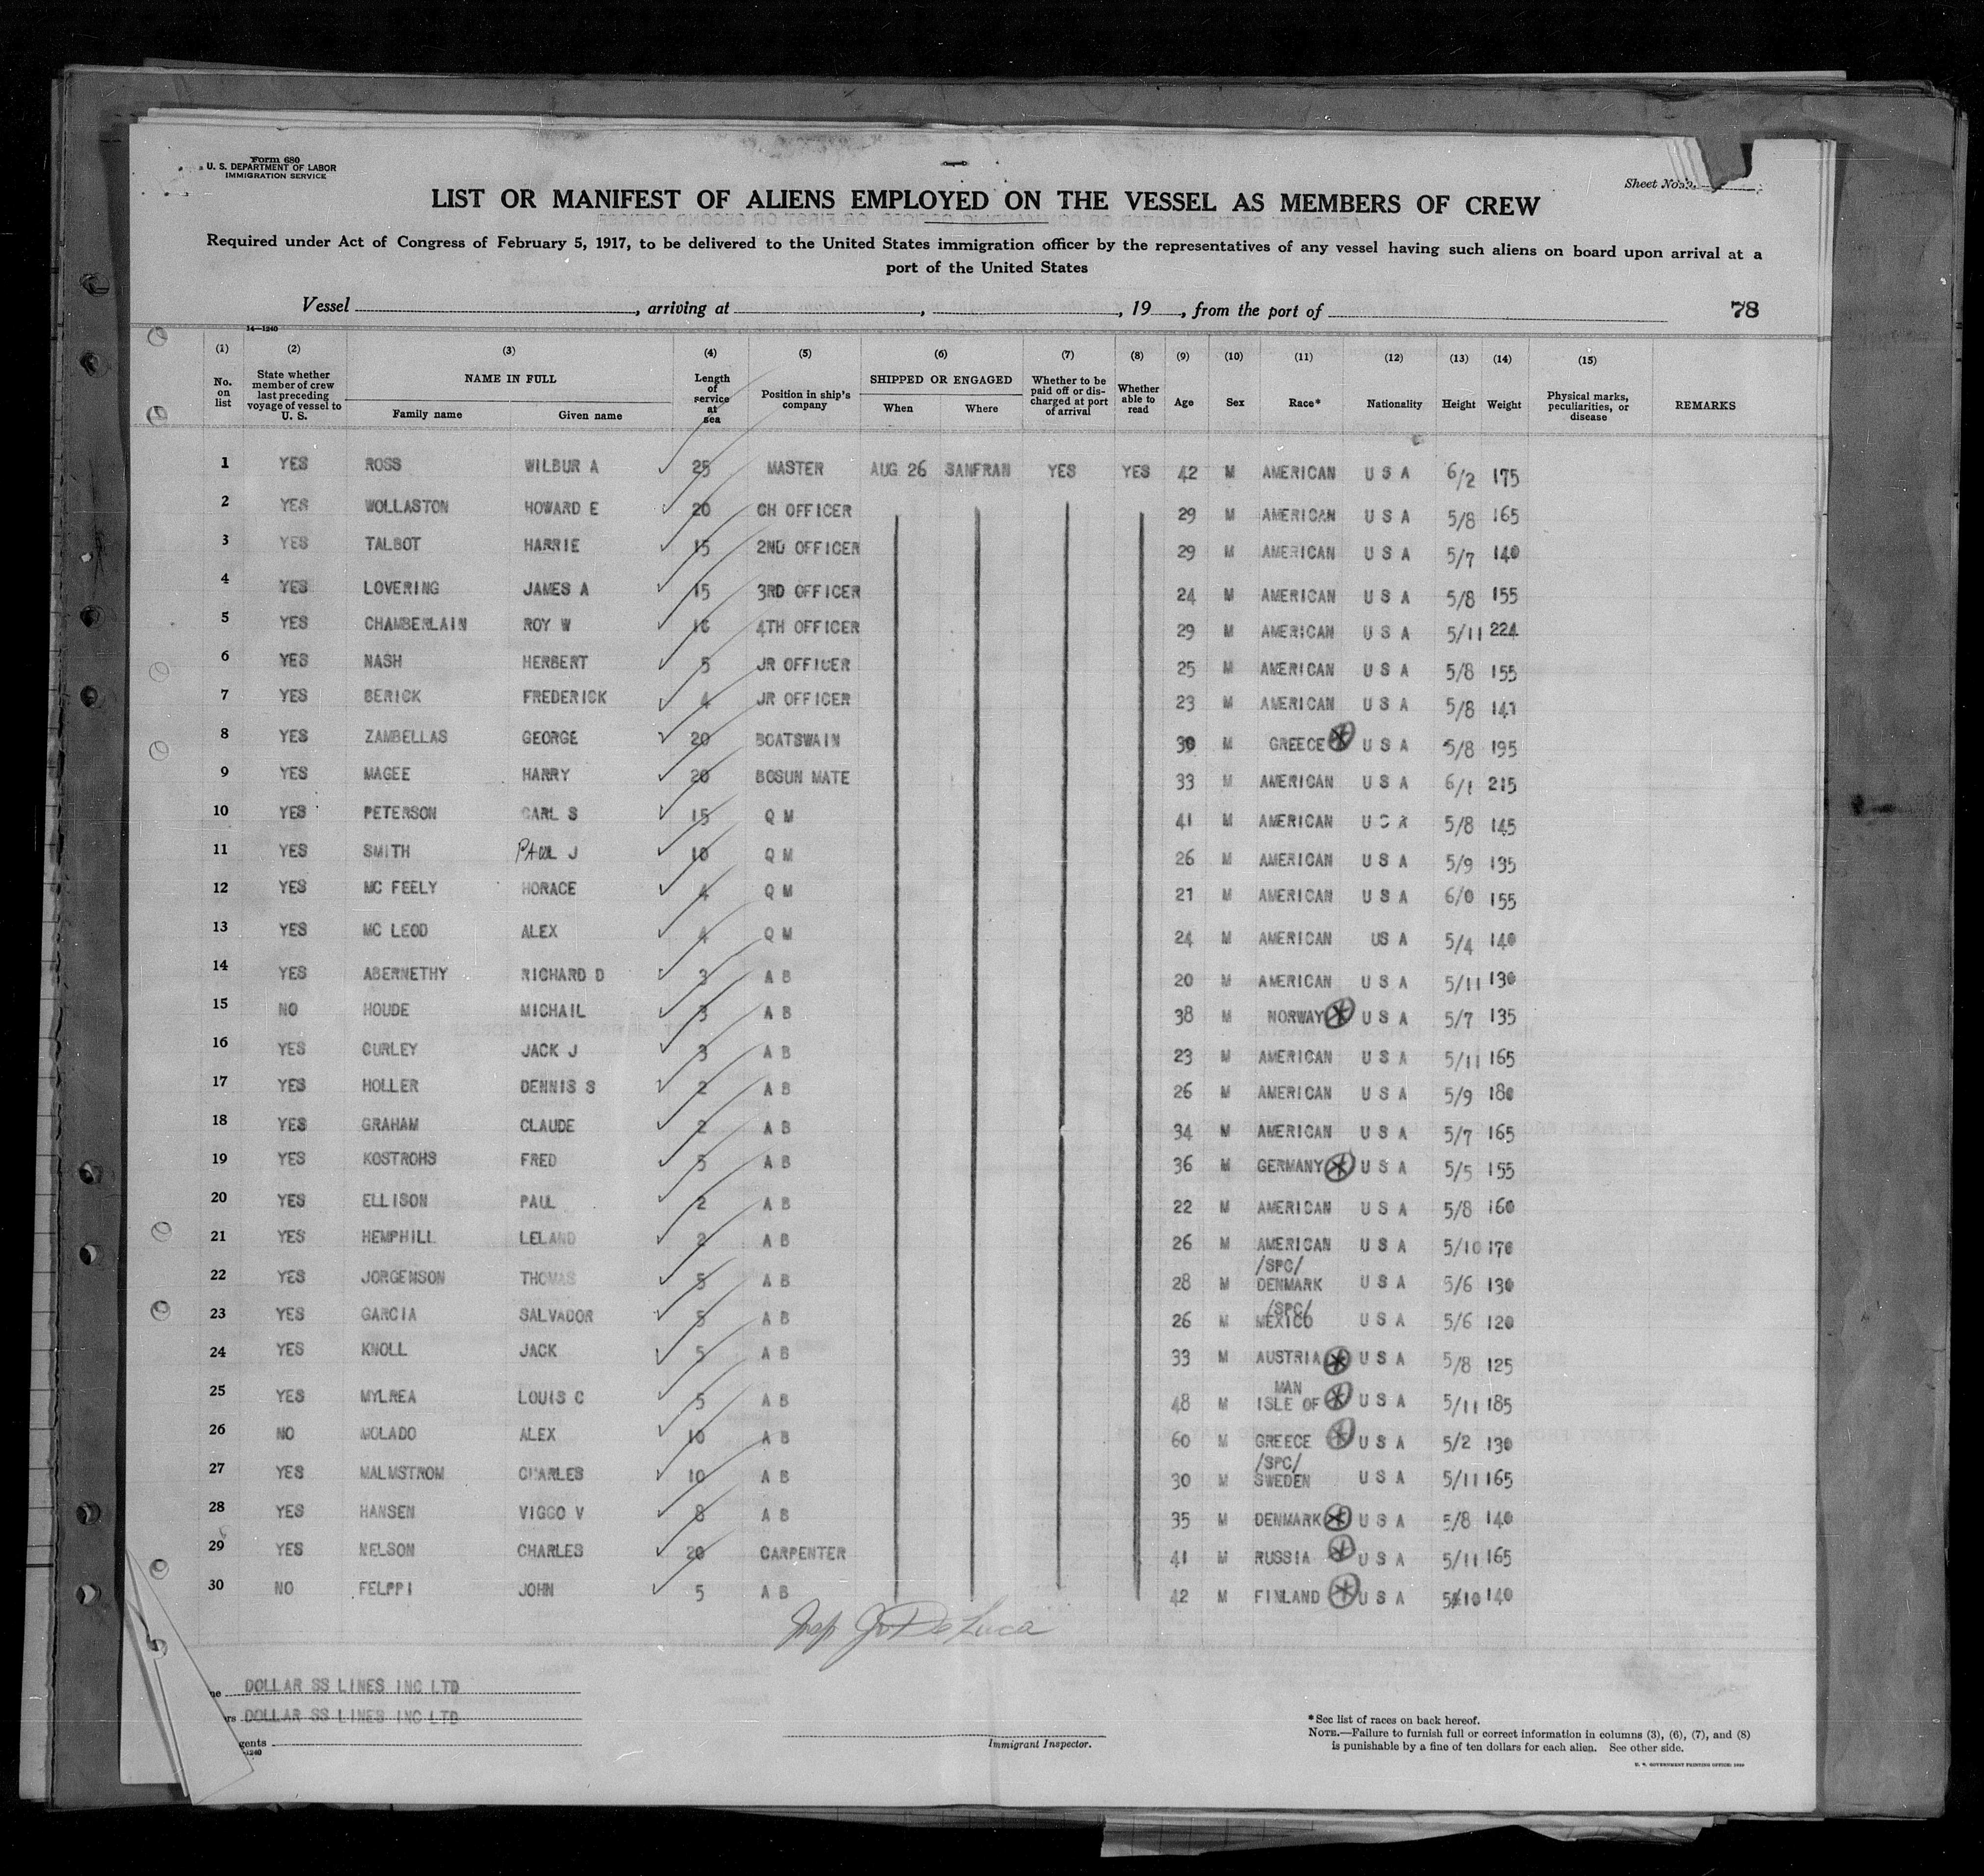 Form 680
U. S. DEPARTMENT OF LABOR
IMMIGRATION SERVICE
Sheet No.
LIST OR MANIFEST OF ALIENS EMPLOYED ON THE VESSEL AS MEMBERS OF CREW
Required under Act of Congress of February 5, 1917, to be delivered to the United States immigration officer by the representatives of any vessel having such aliens on board upon arrival at a
port of the United States
Vessel , arriving at , , 19 , from the port of 78
14—1240
(1) (2) (3) (4) (5) (6) (7) (8) (9) (10) (11) (12) (13) (14) (15)
No. on list State whether member of crew last preceding voyage of vessel to U. S. NAME IN FULL Family name Given name Length of service at sea Position in ship's company SHIPPED OR ENGAGED When Where Whether to be paid off or discharged at port of arrival Whether able to read Age Sex Race* Nationality Height Weight Physical marks, peculiarities, or disease REMARKS
1 YES ROSS WILBUR A 25 MASTER AUG 26 SANFRAN YES YES 42 M AMERICAN U S A 6/2 175
2 YES WOLLASTON HOWARD E 20 CH OFFICER 29 M AMERICAN U S A 5/8 165
3 YES TALBOT HARRIE 15 2ND OFFICER 29 M AMERICAN U S A 5/7 140
4 YES LOVERING JAMES A 15 3RD OFFICER 24 M AMERICAN U S A 5/8 155
5 YES CHAMBERLAIN ROY W 16 4TH OFFICER 29 M AMERICAN U S A 5/11 224
6 YES NASH HERBERT 5 JR OFFICER 25 M AMERICAN U S A 5/8 155
7 YES BERICK FREDERICK 4 JR OFFICER 23 M AMERICAN U S A 5/8 141
8 YES ZAMBELLAS GEORGE 20 BOATSWAIN 30 M GREECE U S A 5/8 195
9 YES MAGEE HARRY 20 BOSUN MATE 33 M AMERICAN U S A 6/1 215
10 YES PETERSON CARL S 15 Q M 41 M AMERICAN U S A 5/8 145
11 YES SMITH PAUL J 10 Q M 26 M AMERICAN U S A 5/9 135
12 YES MC FEELY HORACE 4 Q M 21 M AMERICAN U S A 6/0 155
13 YES MC LEOD ALEX 4 Q M 24 M AMERICAN US A 5/4 140
14 YES ABERNETHY RICHARD D 3 A B 20 M AMERICAN U S A 5/11 130
15 NO HOUDE MICHAIL 3 A B 38 M NORWAY U S A 5/7 135
16 YES CURLEY JACK J 3 A B 23 M AMERICAN U S A 5/11 165
17 YES HOLLER DENNIS S 2 A B 26 M AMERICAN U S A 5/9 180
18 YES GRAHAM CLAUDE 2 A B 34 M AMERICAN U S A 5/7 165
19 YES KOSTROHS FRED 5 A B 36 M GERMANY U S A 5/5 155
20 YES ELLISON PAUL 2 A B 22 M AMERICAN U S A 5/8 160
21 YES HEMPHILL LELAND 2 A B 26 M AMERICAN U S A 5/10 170
22 YES JORGENSON THOMAS 5 A B 28 M /SPC/ DENMARK U S A 5/6 130
23 YES GARCIA SALVADOR 5 A B 26 M /SPC/ MEXICO U S A 5/6 120
24 YES KNOLL JACK 5 A B 33 M AUSTRIA U S A 5/8 125
25 YES MYLREA LOUIS C 5 A B 48 M MAN ISLE OF U S A 5/11 185
26 NO MOLADO ALEX 10 A B 60 M GREECE U S A 5/2 130
27 YES MALMSTROM CHARLES 10 A B 30 M /SPC/ SWEDEN U S A 5/11 165
28 YES HANSEN VIGGO V 8 A B 35 M DENMARK U S A 5/8 140
29 YES NELSON CHARLES 20 CARPENTER 41 M RUSSIA U S A 5/11 165
30 NO FELPPI JOHN 5 A B 42 M FINLAND U S A 5/10 140
Insp J De Luca
DOLLAR SS LINES INC LTD
DOLLAR SS LINES INC LTD
gents
1240
Immigrant Inspector.
*See list of races on back hereof.
NOTE.—Failure to furnish full or correct information in columns (3), (6), (7), and (8)
is punishable by a fine of ten dollars for each alien. See other side.
U. S. GOVERNMENT PRINTING OFFICE: